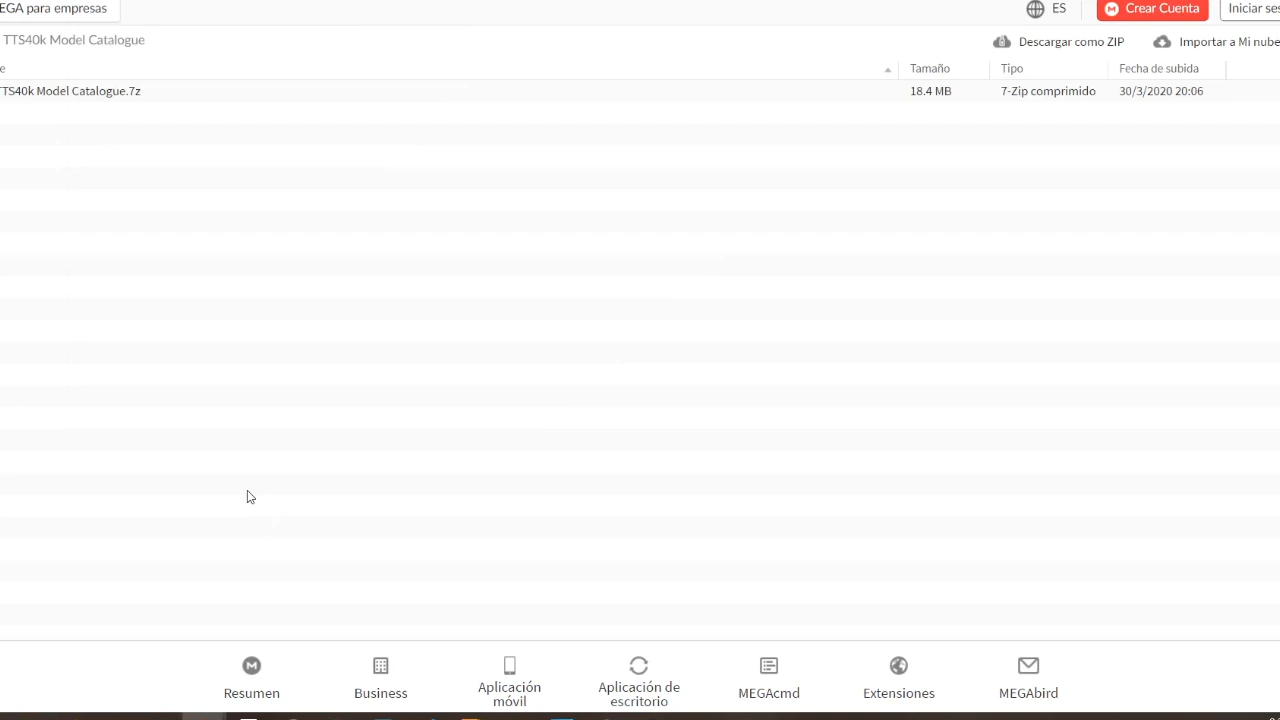 EGA para empresas
ES
Crear Cuenta
Iniciar ses
TTS40k Model Catalogue
Descargar como ZIP
Importar a Mi nube
e
Tamaño
Tipo
Fecha de subida
TTS40k Model Catalogue.7z
18.4 MB
7-Zip comprimido
30/3/2020 20:06
Resumen
Business
Aplicación
móvil
Aplicación de
escritorio
MEGAcmd
Extensiones
MEGAbird